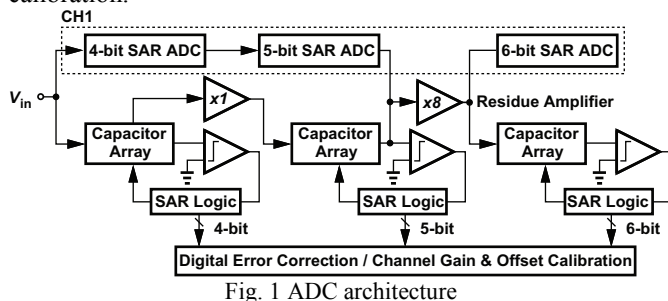 calibration.
CH1
4-bit SAR ADC
5-bit SAR ADC
6-bit SAR ADC
Vin
x1
x8
Residue Amplifier
Capacitor
Array
Capacitor
Array
Capacitor
Array
SAR Logic
SAR Logic
SAR Logic
4-bit
5-bit
6-bit
Digital Error Correction / Channel Gain & Offset Calibration
Fig. 1 ADC architecture